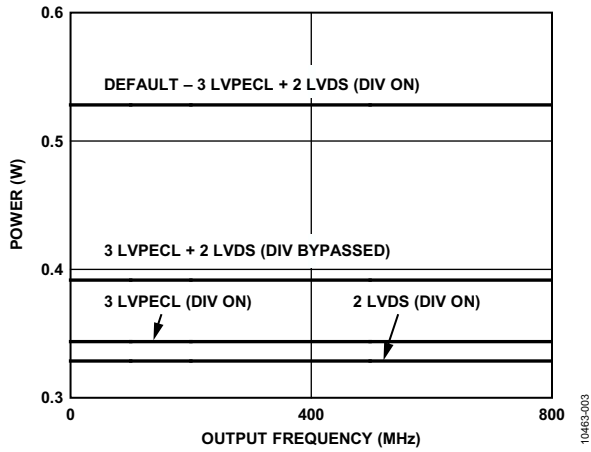 0.6
DEFAULT – 3 LVPECL + 2 LVDS (DIV ON)
0.5
POWER (W)
3 LVPECL + 2 LVDS (DIV BYPASSED)
0.4
3 LVPECL (DIV ON)
2 LVDS (DIV ON)
0.3
0
400
800
OUTPUT FREQUENCY (MHz)
10463-003